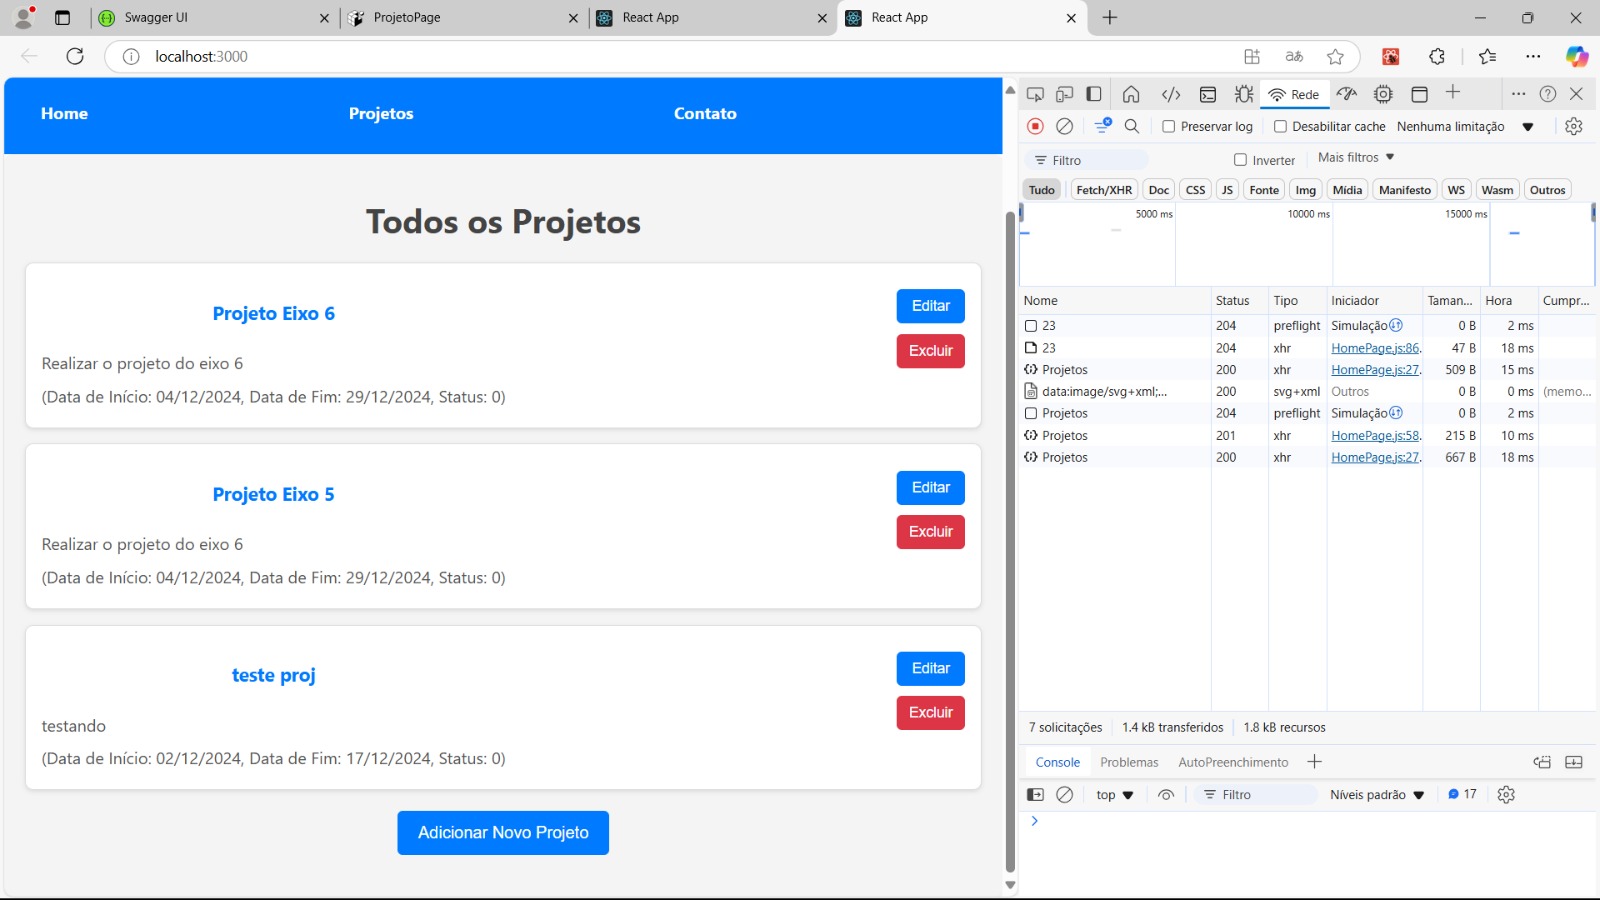 Swagger UI
ProjetoPage
React App
React App
localhost:3000
Home
Projetos
Contato
Todos os Projetos
Projeto Eixo 6
Editar
Excluir
Realizar o projeto do eixo 6
(Data de Início: 04/12/2024, Data de Fim: 29/12/2024, Status: 0)
Projeto Eixo 5
Editar
Excluir
Realizar o projeto do eixo 6
(Data de Início: 04/12/2024, Data de Fim: 29/12/2024, Status: 0)
teste proj
Editar
Excluir
testando
(Data de Início: 02/12/2024, Data de Fim: 17/12/2024, Status: 0)
Adicionar Novo Projeto
Rede
Preservar log Desabilitar cache Nenhuma limitação
Filtro Inverter Mais filtros
Tudo Fetch/XHR Doc CSS JS Fonte Img Mídia Manifesto WS Wasm Outros
5000 ms 10000 ms 15000 ms
Nome Status Tipo Iniciador Taman... Hora Cumpr...
23 204 preflight Simulação 0 B 2 ms
23 204 xhr HomePage.js:86. 47 B 18 ms
Projetos 200 xhr HomePage.js:27. 509 B 15 ms
data:image/svg+xml;... 200 svg+xml Outros 0 B 0 ms (memo...
Projetos 204 preflight Simulação 0 B 2 ms
Projetos 201 xhr HomePage.js:58. 215 B 10 ms
Projetos 200 xhr HomePage.js:27. 667 B 18 ms
7 solicitações 1.4 kB transferidos 1.8 kB recursos
Console Problemas AutoPreenchimento
top Filtro Níveis padrão 17